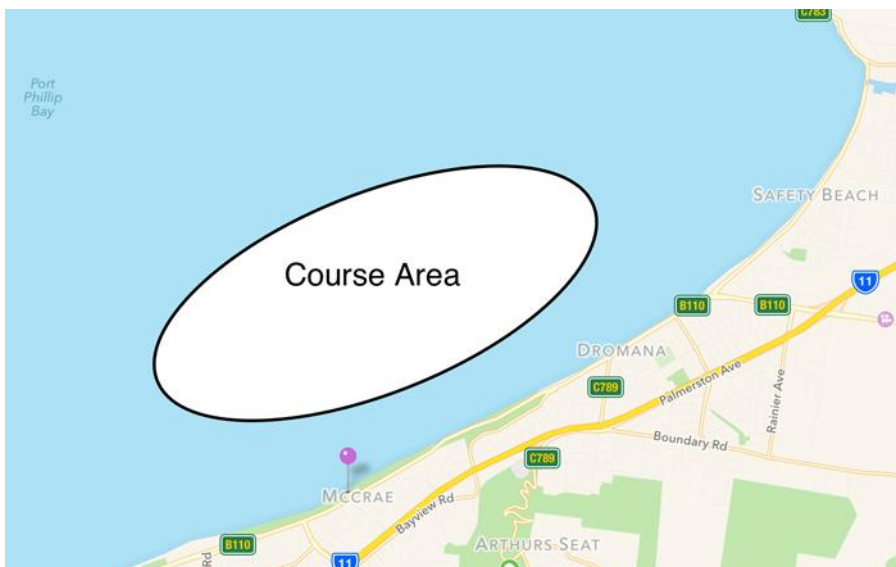 C783
Port
Phillip
Bay
SAFETY BEACH
Course Area
11
B110
B110
DROMANA
C789
Palmerston Ave
Rainier Ave
Boundary Rd
C789
MCCRAE
Bayview Rd
B110
Rd
ARTHURS SEAT
11